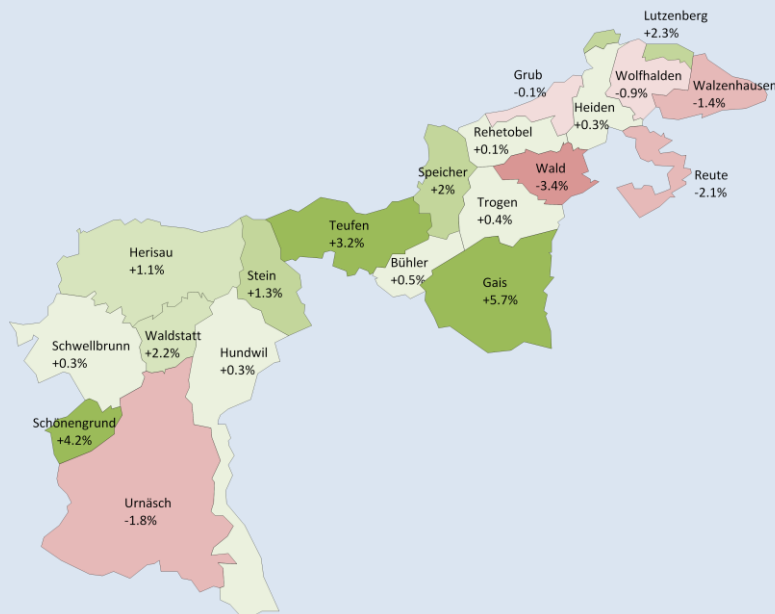 Lutzenberg
+2.3%
Grub
-0.1%
Wolfhalden
-0.9%
Walzenhausen
-1.4%
Heiden
+0.3%
Rehetobel
+0.1%
Speicher
+2%
Wald
-3.4%
Reute
-2.1%
Trogen
+0.4%
Teufen
+3.2%
Herisau
+1.1%
Stein
+1.3%
Bühler
+0.5%
Gais
+5.7%
Schwellbrunn
+0.3%
Waldstatt
+2.2%
Hundwil
+0.3%
Schönengrund
+4.2%
Urnäsch
-1.8%